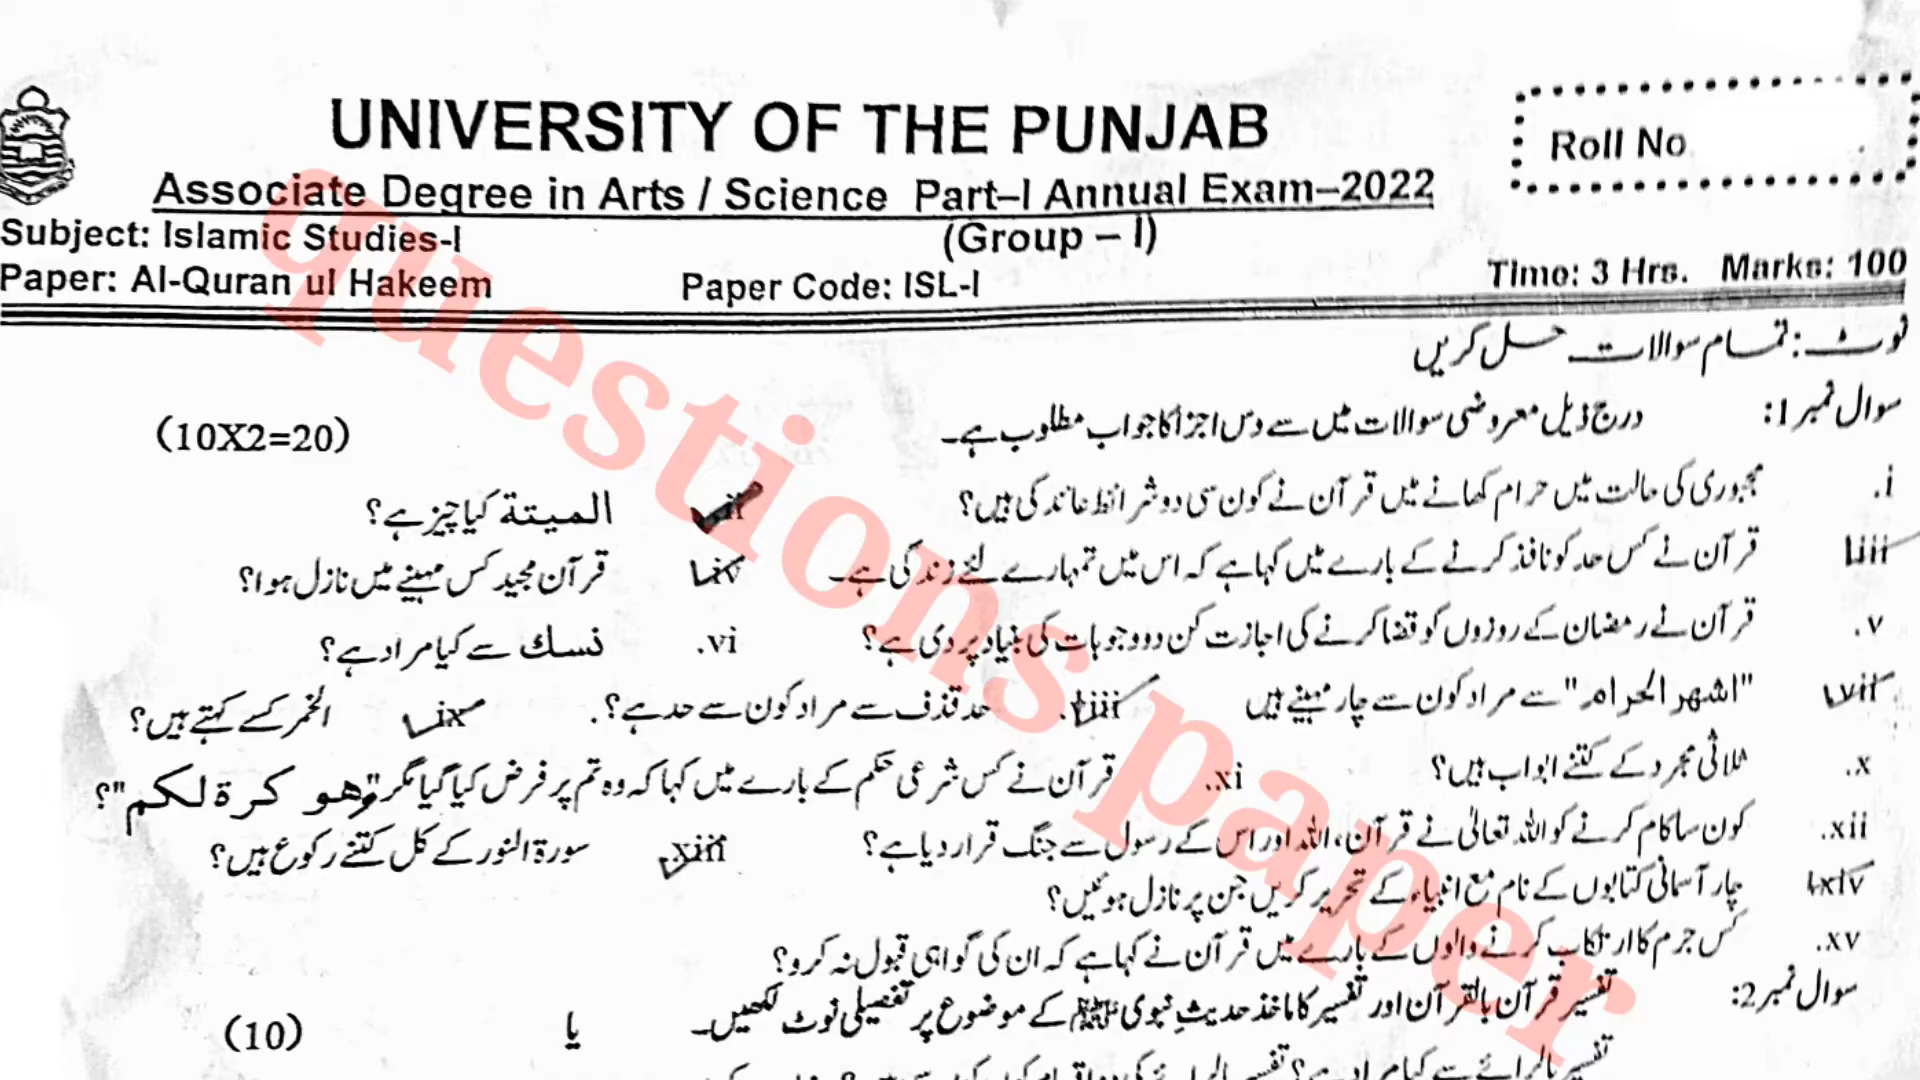 UNIVERSITY OF THE PUNJAB
Roll No.
Associate Degree in Arts / Science Part–I Annual Exam–2022
Subject: Islamic Studies-I (Group – I)
Paper: Al-Quran ul Hakeem Paper Code: ISL-I Time: 3 Hrs. Marks: 100
نوٹ: تمام سوالات حل کریں
سوال نمبر 1: درج ذیل معروضی سوالات میں سے دس اجزا کا جواب مطلوب ہے۔ (10X2=20)
i. مجبوری کی حالت میں حرام کھانے میں قرآن نے کون سی دو شرائط عائد کی ہیں؟ ii المیتة کیا چیز ہے؟
iii قرآن نے کس حد کو نافذ کرنے کے بارے میں کہا ہے کہ اس میں تمہارے لئے زندگی ہے۔ iv قرآن مجید کس مہینے میں نازل ہوا؟
v. قرآن نے رمضان کے روزوں کو قضا کرنے کی اجازت کن دو وجوہات کی بنیاد پر دی ہے؟ vi. نسك سے کیا مراد ہے؟
vii "اشهر الحرام" سے مراد کون سے چار مہینے ہیں viii. حد قذف سے مراد کون سے حد ہے؟ ix الخمر کسے کہتے ہیں؟
x. ثلاثی مجرد کے کتنے ابواب ہیں؟ xi. قرآن نے کس شرعی حکم کے بارے میں کہا کہ وہ تم پر فرض کیا گیا مگر "وهو كرة لكم"؟
xii. کون سا کام کرنے کو اللہ تعالیٰ نے قرآن، اللہ اور اس کے رسول سے جنگ قرار دیا ہے؟ xiii سورۃ النور کے کل کتنے رکوع ہیں؟
xiv چار آسمانی کتابوں کے نام مع انبیاء کے تحریر کریں جن پر نازل ہوئیں؟
xv. کس جرم کا ارتکاب کرنے والوں کے بارے میں قرآن نے کہا ہے کہ ان کی گواہی قبول نہ کرو؟
سوال نمبر 2: تفسیر قرآن بالقرآن اور تفسیر کا ماخذ حدیثِ نبوی ﷺ کے موضوع پر تفصیلی نوٹ لکھیں۔ یا (10)
تفسیر بالرائے سے کیا مراد ہے؟
questions paper